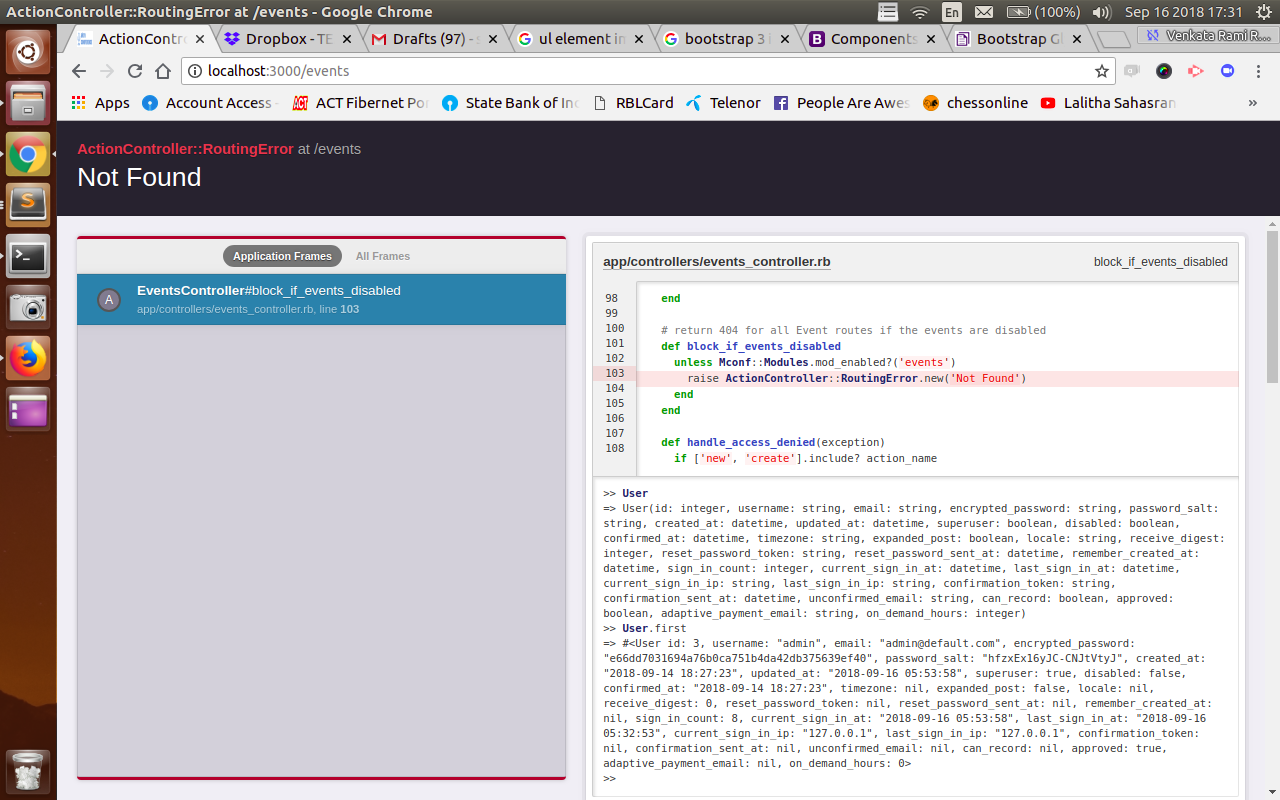 ActionController::RoutingError at /events - Google Chrome
En
(100%)
Sep 16 2018 17:31
ActionContr
Dropbox - TE
Drafts (97) - s
ul element in
bootstrap 3 l
Components
Bootstrap Gl
Venkata Rami R...
localhost:3000/events
Apps
Account Access -
ACT Fibernet Por
State Bank of Inc
RBLCard
Telenor
People Are Awes
chessonline
Lalitha Sahasran
»
ActionController::RoutingError at /events
Not Found
Application Frames
All Frames
A
EventsController#block_if_events_disabled
app/controllers/events_controller.rb, line 103
app/controllers/events_controller.rb
block_if_events_disabled
98 end
99
100 # return 404 for all Event routes if the events are disabled
101 def block_if_events_disabled
102 unless Mconf::Modules.mod_enabled?('events')
103 raise ActionController::RoutingError.new('Not Found')
104 end
105 end
106
107 def handle_access_denied(exception)
108 if ['new', 'create'].include? action_name
>> User
=> User(id: integer, username: string, email: string, encrypted_password: string, password_salt:
string, created_at: datetime, updated_at: datetime, superuser: boolean, disabled: boolean,
confirmed_at: datetime, timezone: string, expanded_post: boolean, locale: string, receive_digest:
integer, reset_password_token: string, reset_password_sent_at: datetime, remember_created_at:
datetime, sign_in_count: integer, current_sign_in_at: datetime, last_sign_in_at: datetime,
current_sign_in_ip: string, last_sign_in_ip: string, confirmation_token: string,
confirmation_sent_at: datetime, unconfirmed_email: string, can_record: boolean, approved:
boolean, adaptive_payment_email: string, on_demand_hours: integer)
>> User.first
=> #<User id: 3, username: "admin", email: "admin@default.com", encrypted_password:
"e66dd7031694a76b0ca751b4da42db375639ef40", password_salt: "hfzxEx16yJC-CNJtVtyJ", created_at:
"2018-09-14 18:27:23", updated_at: "2018-09-16 05:53:58", superuser: true, disabled: false,
confirmed_at: "2018-09-14 18:27:23", timezone: nil, expanded_post: false, locale: nil,
receive_digest: 0, reset_password_token: nil, reset_password_sent_at: nil, remember_created_at:
nil, sign_in_count: 8, current_sign_in_at: "2018-09-16 05:53:58", last_sign_in_at: "2018-09-16
05:32:53", current_sign_in_ip: "127.0.0.1", last_sign_in_ip: "127.0.0.1", confirmation_token:
nil, confirmation_sent_at: nil, unconfirmed_email: nil, can_record: nil, approved: true,
adaptive_payment_email: nil, on_demand_hours: 0>
>>